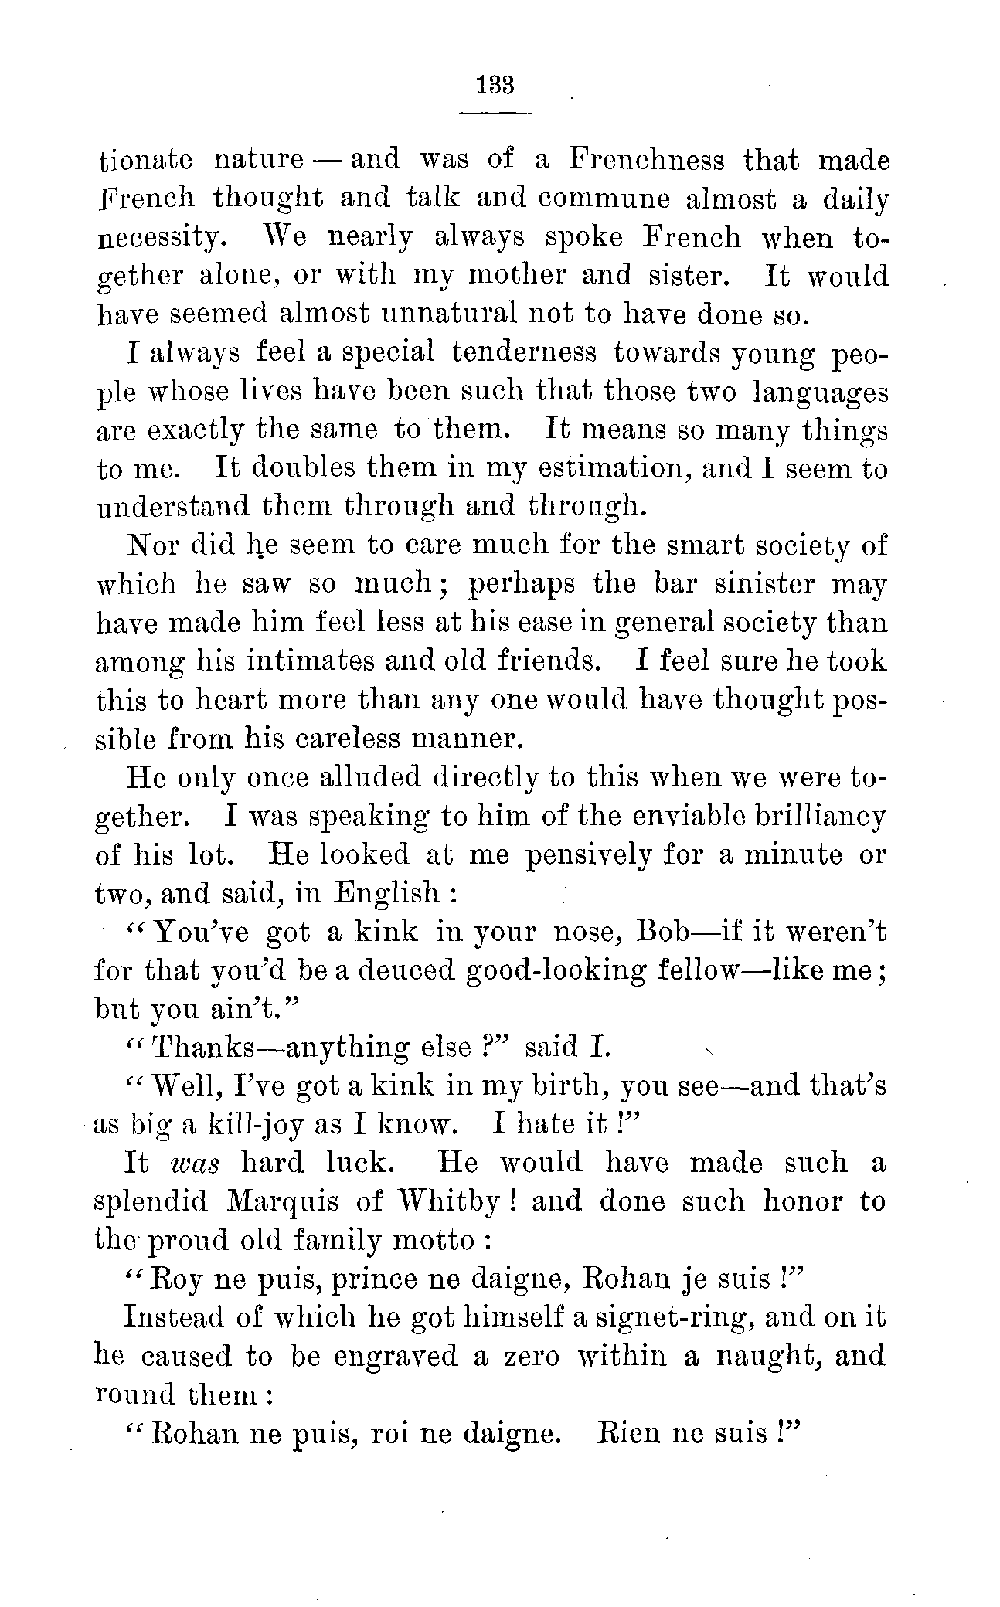 133
tionate nature — and was of a Frenchness that made
French thought and talk and commune almost a daily
necessity. We nearly always spoke French when to-
gether alone, or with my mother and sister. It would
have seemed almost unnatural not to have done so.
I always feel a special tenderness towards young peo-
ple whose lives have been such that those two languages
are exactly the same to them. It means so many things
to me. It doubles them in my estimation, and I seem to
understand them through and through.
Nor did he seem to care much for the smart society of
which he saw so much; perhaps the bar sinister may
have made him feel less at his ease in general society than
among his intimates and old friends. I feel sure he took
this to heart more than any one would have thought pos-
sible from his careless manner.
He only once alluded directly to this when we were to-
gether. I was speaking to him of the enviable brilliancy
of his lot. He looked at me pensively for a minute or
two, and said, in English :
“You’ve got a kink in your nose, Bob—if it weren’t
for that you’d be a deuced good-looking fellow—like me;
but you ain’t.”
“Thanks—anything else ?” said I.
“Well, I’ve got a kink in my birth, you see—and that’s
as big a kill-joy as I know. I hate it !”
It was hard luck. He would have made such a
splendid Marquis of Whitby ! and done such honor to
the proud old family motto :
“Roy ne puis, prince ne daigne, Rohan je suis !”
Instead of which he got himself a signet-ring, and on it
he caused to be engraved a zero within a naught, and
round them :
“Rohan ne puis, roi ne daigne. Rien ne suis !”